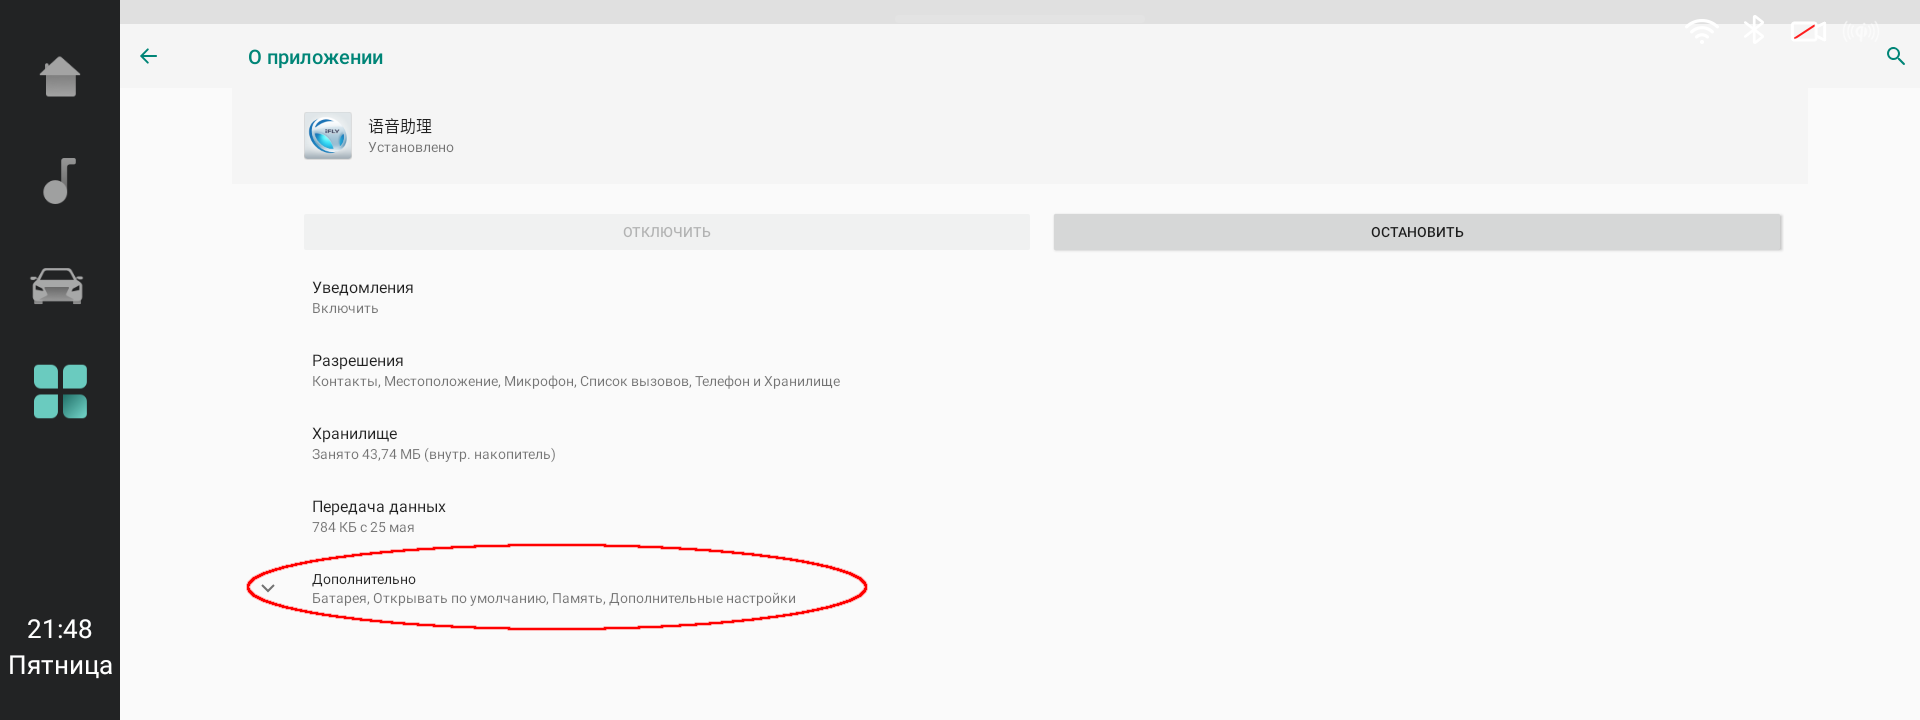 О приложении
iFLY
语音助理
Установлено
ОТКЛЮЧИТЬ
ОСТАНОВИТЬ
Уведомления
Включить
Разрешения
Контакты, Местоположение, Микрофон, Список вызовов, Телефон и Хранилище
Хранилище
Занято 43,74 МБ (внутр. накопитель)
Передача данных
784 КБ с 25 мая
Дополнительно
Батарея, Открывать по умолчанию, Память, Дополнительные настройки
21:48
Пятница